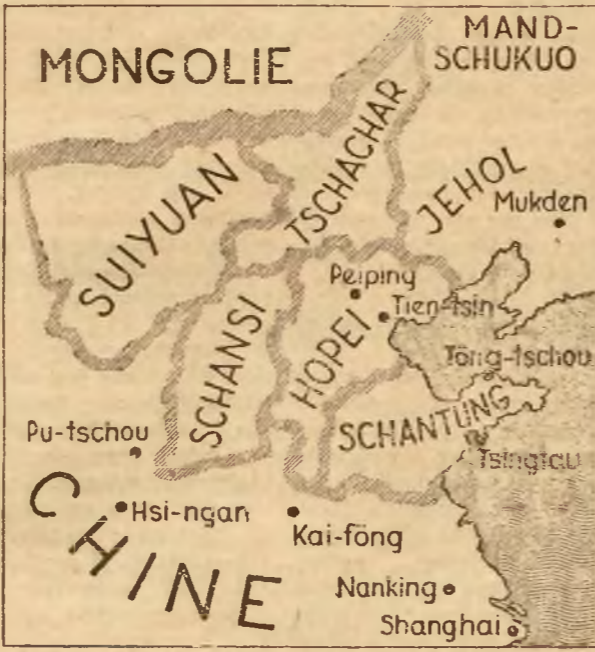 MONGOLIE
MAND-
SCHUKUO
SUIYUAN
TSCHACHAR
JEHOL
Mukden
Peiping
Tien-tsin
SCHANSI
HOPEI
Töng-tschou
SCHANTUNG
Pu-tschou
Tsingtau
Hsi-ngan
Kai-föng
CHINE
Nanking
Shanghai